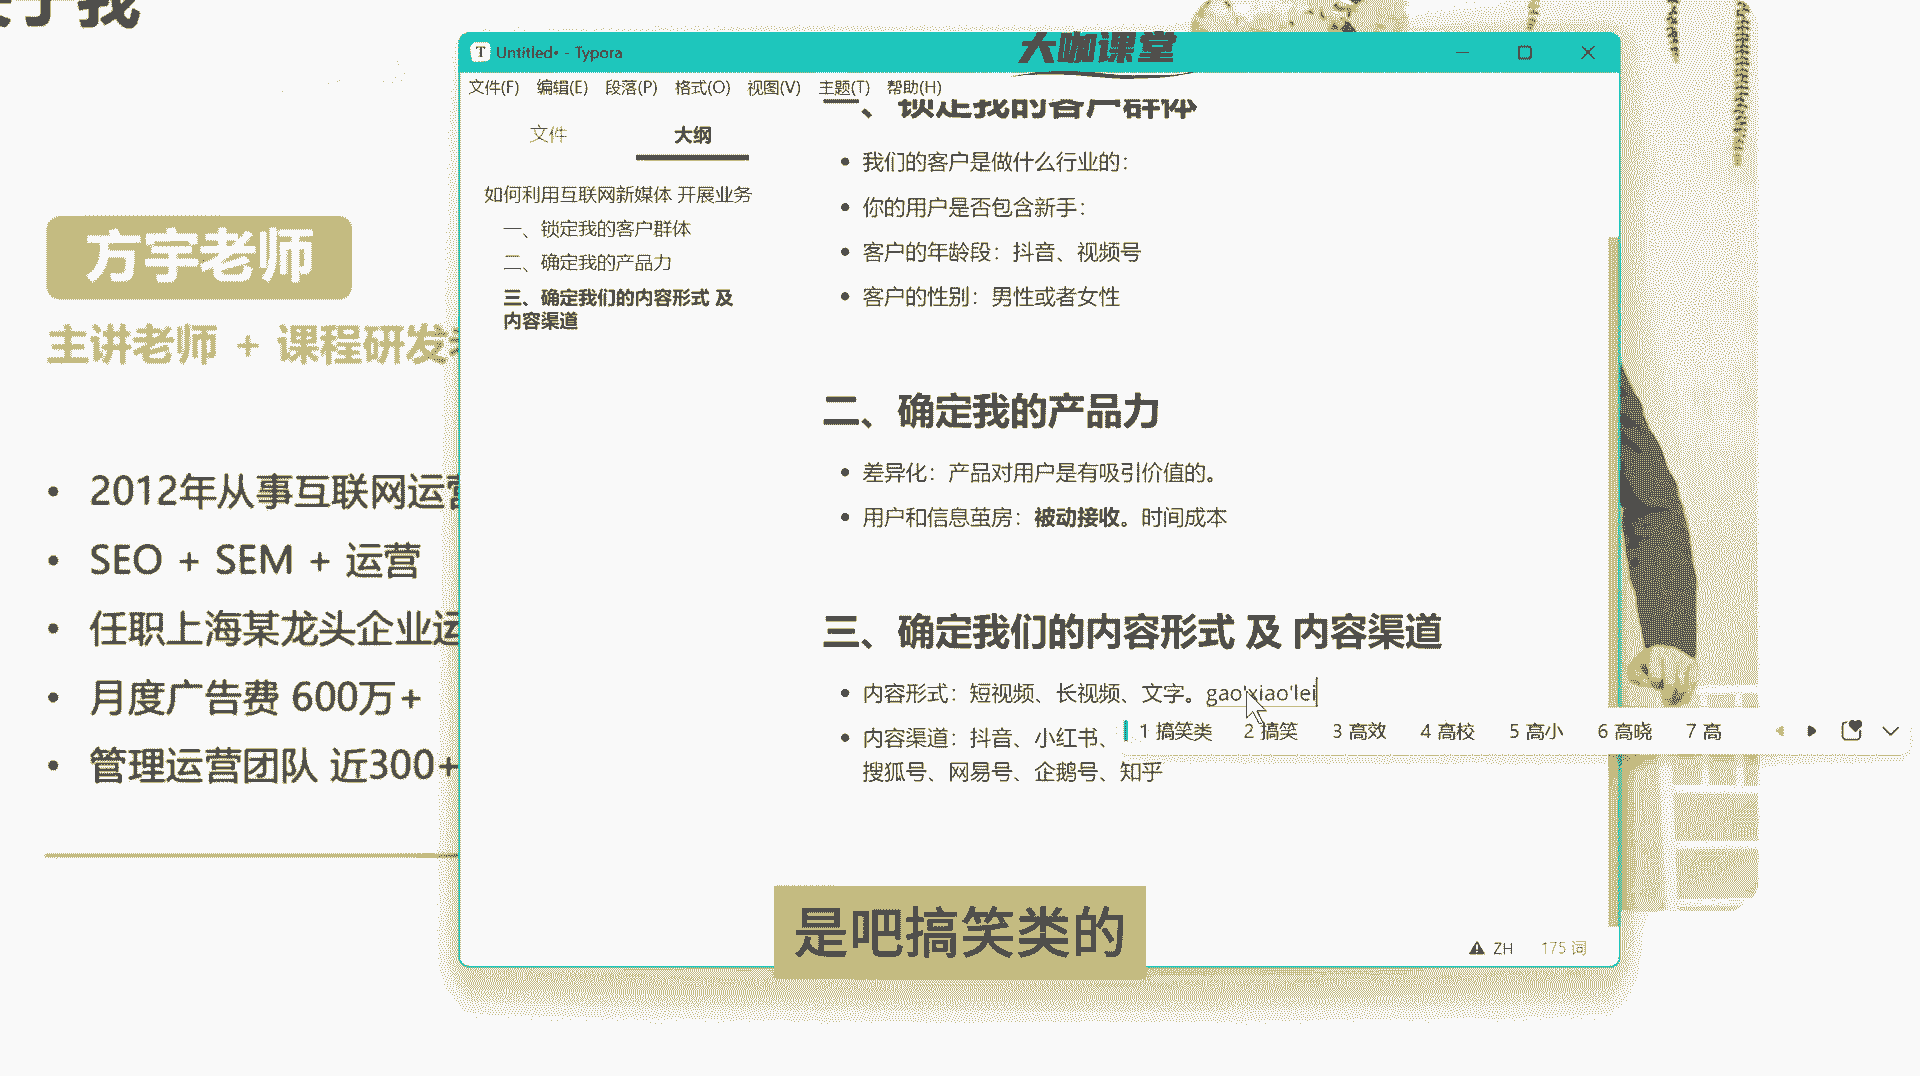 于我
方宇老师
主讲老师 + 课程研发
2012年从事互联网运营
SEO + SEM + 运营
任职上海某龙头企业运
月度广告费 600万+
管理运营团队 近300+
Untitled• - Typora
大咖课堂
文件(F) 编辑(E) 段落(P) 格式(O) 视图(V) 主题(T) 帮助(H)
文件 大纲
如何利用互联网新媒体 开展业务
一、锁定我的客户群体
二、确定我的产品力
三、确定我们的内容形式 及
内容渠道
一、锁定我的客户群体
我们的客户是做什么行业的：
你的用户是否包含新手：
客户的年龄段：抖音、视频号
客户的性别：男性或者女性
二、确定我的产品力
差异化：产品对用户是有吸引价值的。
用户和信息茧房：被动接收。时间成本
三、确定我们的内容形式 及 内容渠道
内容形式：短视频、长视频、文字。gao'xiao'lei
1 搞笑类 2 搞笑 3 高效 4 高校 5 高小 6 高晓 7 高
内容渠道：抖音、小红书、
搜狐号、网易号、企鹅号、知乎
是吧搞笑类的
ZH 175 词